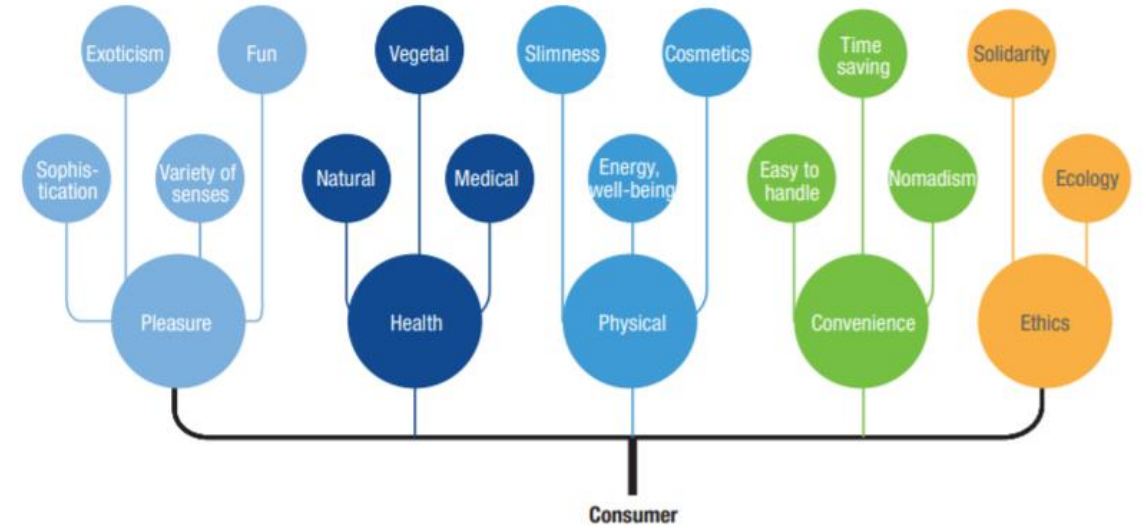 Exoticism
Fun
Vegetal
Slimness
Cosmetics
Time
saving
Solidarity
Sophis-
tication
Variety of
senses
Natural
Medical
Energy,
well-being
Easy to
handle
Nomadism
Ecology
Pleasure
Health
Physical
Convenience
Ethics
Consumer